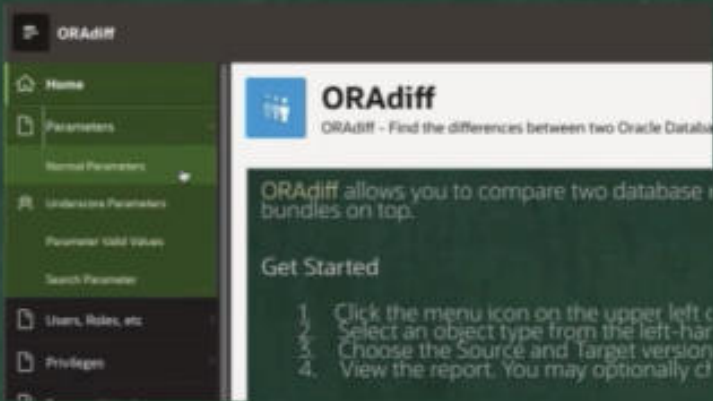 ORAdiff
Home
Parameters
Normal Parameters
Underscore Parameters
Parameter Valid Values
Search Parameter
Users, Roles, etc
Privileges
ORAdiff
ORAdiff - Find the differences between two Oracle Databa
ORAdiff allows you to compare two database
bundles on top.
Get Started
1. Click the menu icon on the upper left
2. Select an object type from the left-har
3. Choose the Source and Target version
4. View the report. You may optionally ch